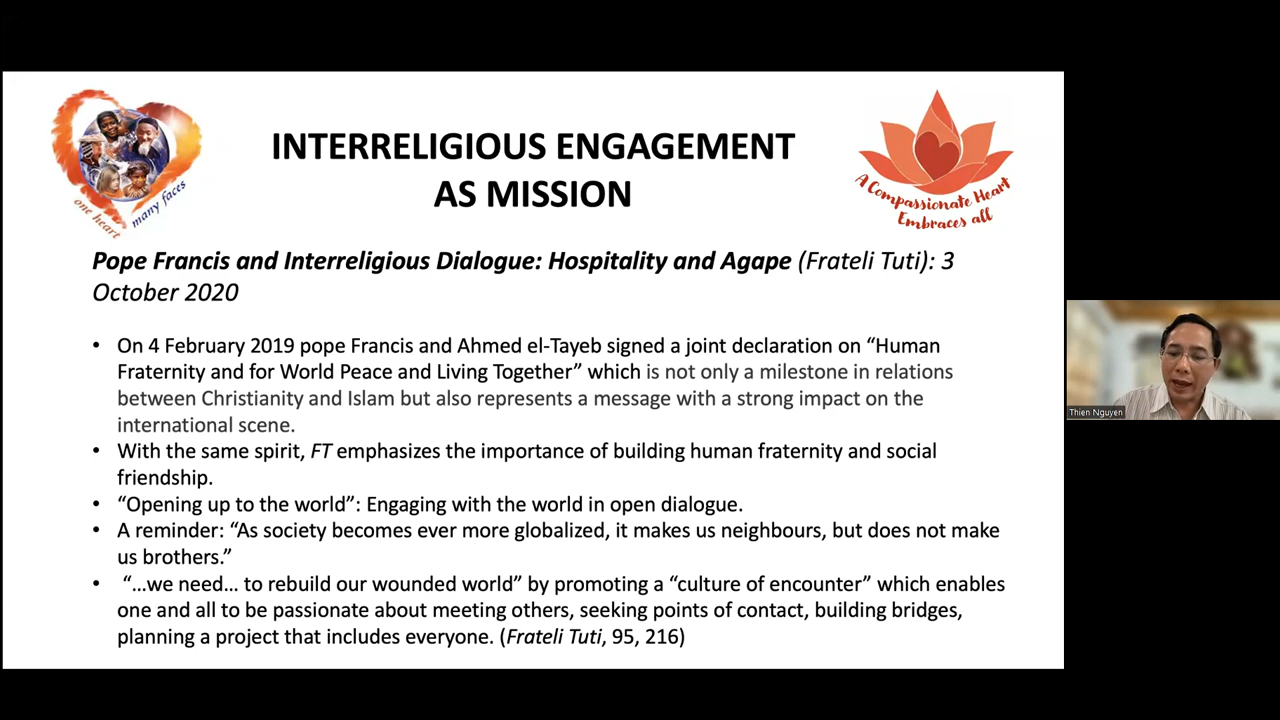 INTERRELIGIOUS ENGAGEMENT
AS MISSION
one heart many faces
A Compassionate Heart
Embraces all
Pope Francis and Interreligious Dialogue: Hospitality and Agape (Frateli Tuti): 3
October 2020
• On 4 February 2019 pope Francis and Ahmed el-Tayeb signed a joint declaration on “Human
Fraternity and for World Peace and Living Together” which is not only a milestone in relations
between Christianity and Islam but also represents a message with a strong impact on the
international scene.
• With the same spirit, FT emphasizes the importance of building human fraternity and social
friendship.
• “Opening up to the world”: Engaging with the world in open dialogue.
• A reminder: “As society becomes ever more globalized, it makes us neighbours, but does not make
us brothers.”
• “…we need… to rebuild our wounded world” by promoting a “culture of encounter” which enables
one and all to be passionate about meeting others, seeking points of contact, building bridges,
planning a project that includes everyone. (Frateli Tuti, 95, 216)
Thien Nguyen